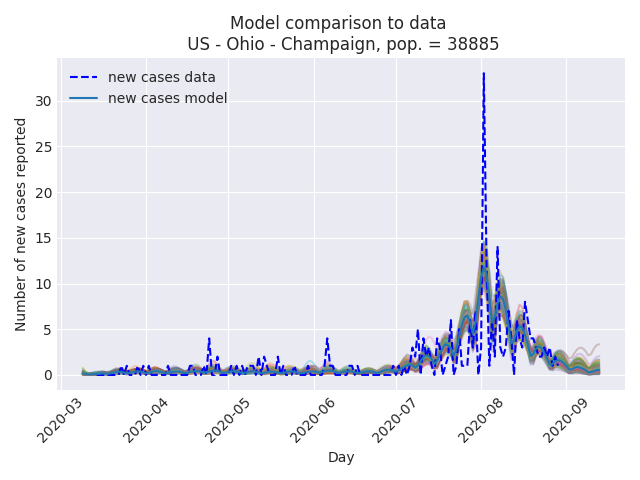 Model comparison to data
US - Ohio - Champaign, pop. = 38885
new cases data
new cases model
Number of new cases reported
30
25
20
15
10
5
0
2020-03
2020-04
2020-05
2020-06
2020-07
2020-08
2020-09
Day